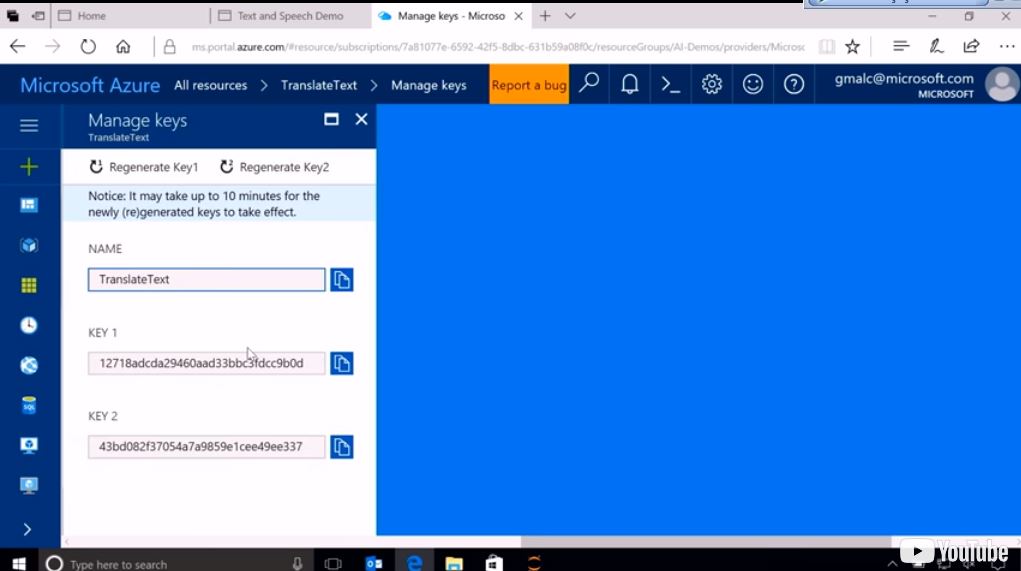 Home
Text and Speech Demo
Manage keys - Microso
ms.portal.azure.com/#resource/subscriptions/7a81077e-6592-42f5-8dbc-631b59a08f0c/resourceGroups/AI-Demos/providers/Microsc
Microsoft Azure All resources > TranslateText > Manage keys
Report a bug
gmalc@microsoft.com
MICROSOFT
Manage keys
TranslateText
Regenerate Key1 Regenerate Key2
Notice: It may take up to 10 minutes for the
newly (re)generated keys to take effect.
NAME
TranslateText
KEY 1
12718adcda29460aad33bbc3fdcc9b0d
KEY 2
43bd082f37054a7a9859e1cee49ee337
SQL
Type here to search
YouTube